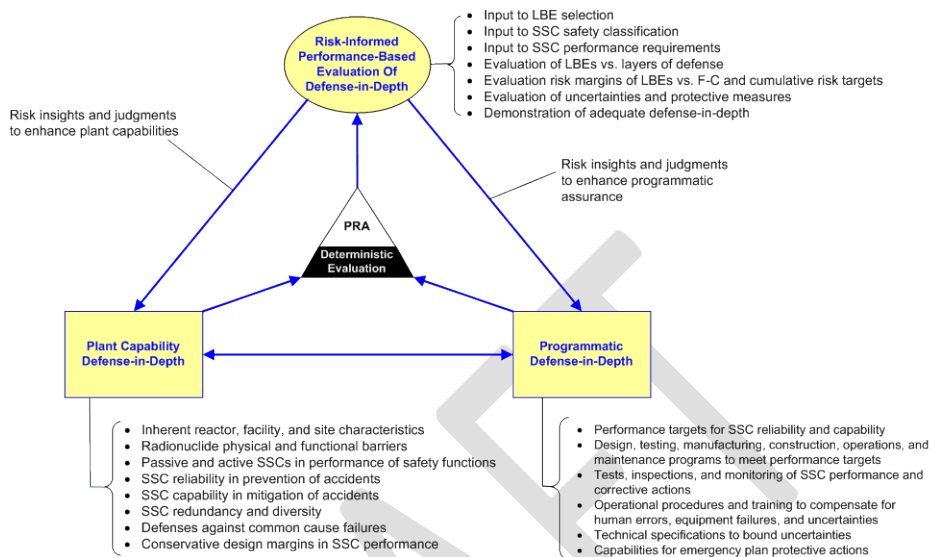 Risk-Informed
Performance-Based
Evaluation Of
Defense-in-Depth
• Input to LBE selection
• Input to SSC safety classification
• Input to SSC performance requirements
• Evaluation of LBEs vs. layers of defense
• Evaluation risk margins of LBEs vs. F-C and cumulative risk targets
• Evaluation of uncertainties and protective measures
• Demonstration of adequate defense-in-depth
Risk insights and judgments
to enhance plant capabilities
Risk insights and judgments
to enhance programmatic
assurance
PRA
Deterministic
Evaluation
Plant Capability
Defense-in-Depth
Programmatic
Defense-in-Depth
• Inherent reactor, facility, and site characteristics
• Radionuclide physical and functional barriers
• Passive and active SSCs in performance of safety functions
• SSC reliability in prevention of accidents
• SSC capability in mitigation of accidents
• SSC redundancy and diversity
• Defenses against common cause failures
• Conservative design margins in SSC performance
• Performance targets for SSC reliability and capability
• Design, testing, manufacturing, construction, operations, and
maintenance programs to meet performance targets
• Tests, inspections, and monitoring of SSC performance and
corrective actions
• Operational procedures and training to compensate for
human errors, equipment failures, and uncertainties
• Technical specifications to bound uncertainties
• Capabilities for emergency plan protective actions